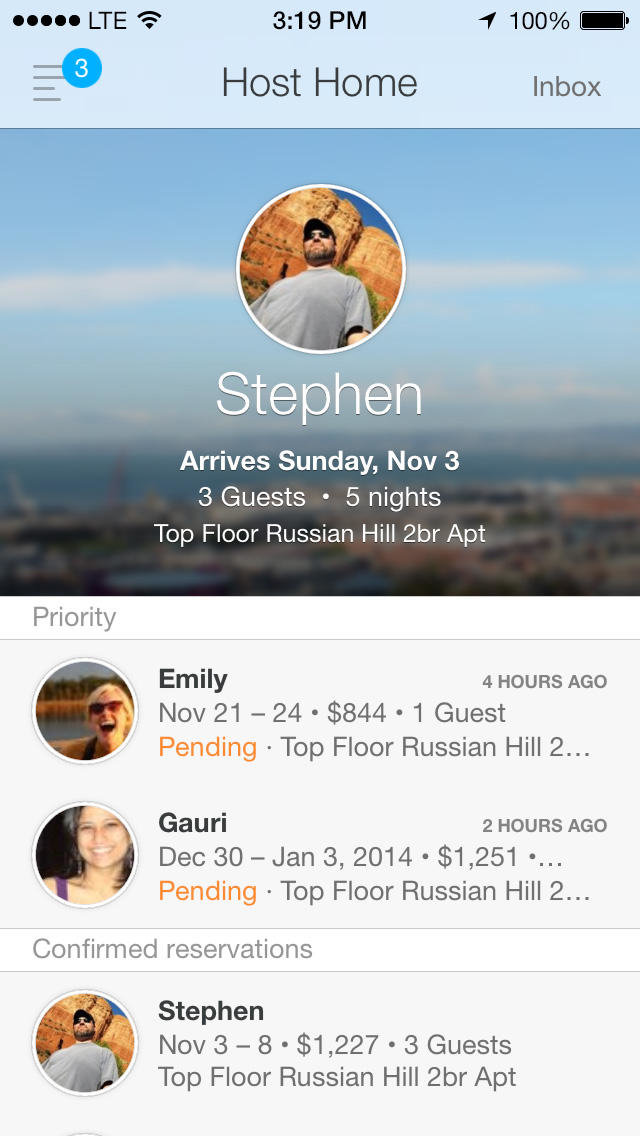 LTE 3:19 PM 100%
3 Host Home Inbox
Stephen
Arrives Sunday, Nov 3
3 Guests • 5 nights
Top Floor Russian Hill 2br Apt
Priority
Emily 4 HOURS AGO
Nov 21 – 24 • $844 • 1 Guest
Pending · Top Floor Russian Hill 2…
Gauri 2 HOURS AGO
Dec 30 – Jan 3, 2014 • $1,251 •…
Pending · Top Floor Russian Hill 2…
Confirmed reservations
Stephen
Nov 3 – 8 • $1,227 • 3 Guests
Top Floor Russian Hill 2br Apt